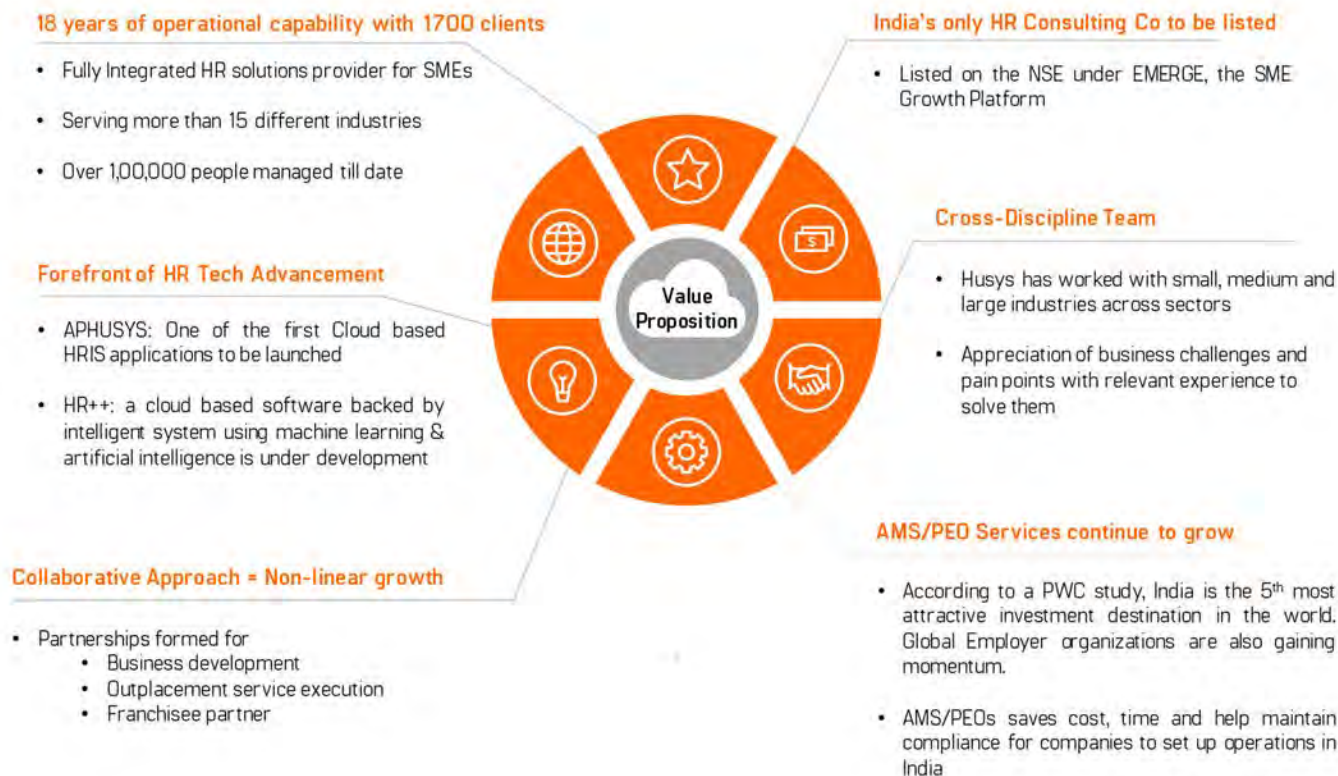 18 years of operational capability with 1700 clients
• Fully Integrated HR solutions provider for SMEs
• Serving more than 15 different industries
• Over 1,00,000 people managed till date
India's only HR Consulting Co to be listed
• Listed on the NSE under EMERGE, the SME
Growth Platform
Forefront of HR Tech Advancement
• APHUSYS: One of the first Cloud based
HRIS applications to be launched
• HR++: a cloud based software backed by
intelligent system using machine learning &
artificial intelligence is under development
$
Value
Proposition
Cross-Discipline Team
• Husys has worked with small, medium and
large industries across sectors
• Appreciation of business challenges and
pain points with relevant experience to
solve them
Collaborative Approach = Non-linear growth
• Partnerships formed for
• Business development
• Outplacement service execution
• Franchisee partner
AMS/PEO Services continue to grow
• According to a PWC study, India is the 5th most
attractive investment destination in the world.
Global Employer organizations are also gaining
momentum.
• AMS/PEOs saves cost, time and help maintain
compliance for companies to set up operations in
India